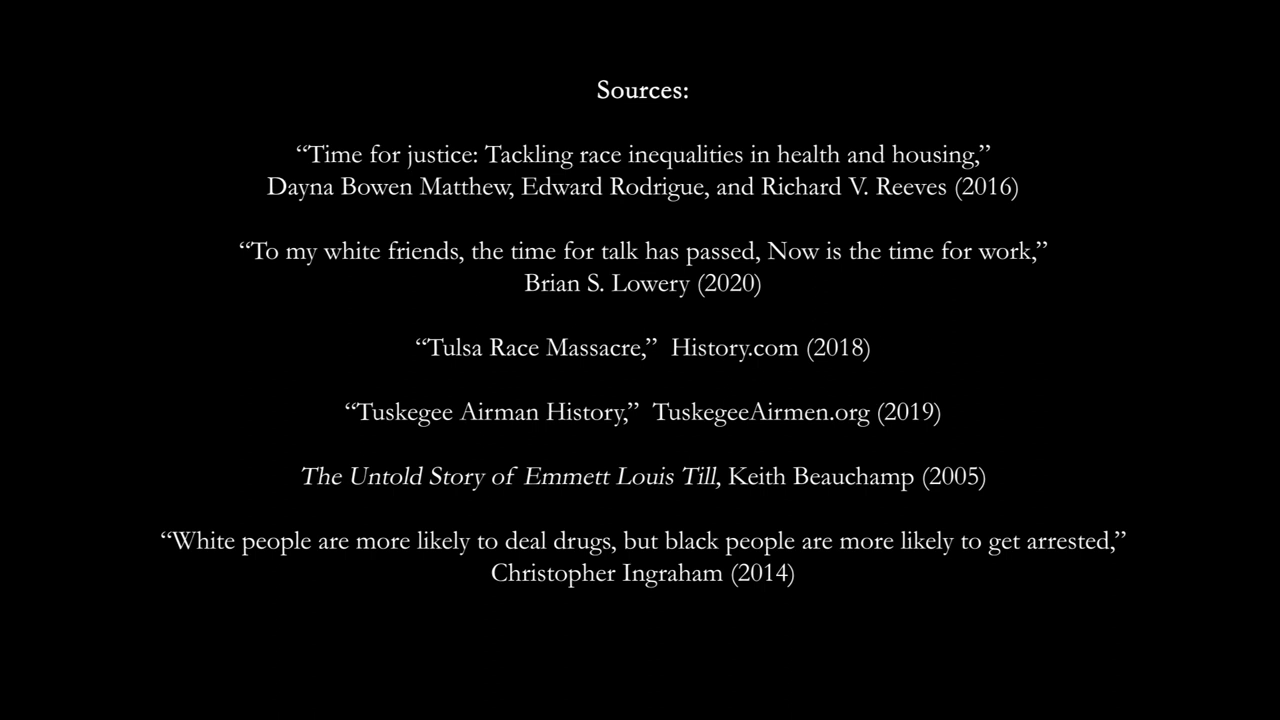 Sources:
“Time for justice: Tackling race inequalities in health and housing,”
Dayna Bowen Matthew, Edward Rodrigue, and Richard V. Reeves (2016)
“To my white friends, the time for talk has passed, Now is the time for work,”
Brian S. Lowery (2020)
“Tulsa Race Massacre,”  History.com (2018)
“Tuskegee Airman History,”  TuskegeeAirmen.org (2019)
The Untold Story of Emmett Louis Till, Keith Beauchamp (2005)
“White people are more likely to deal drugs, but black people are more likely to get arrested,”
Christopher Ingraham (2014)